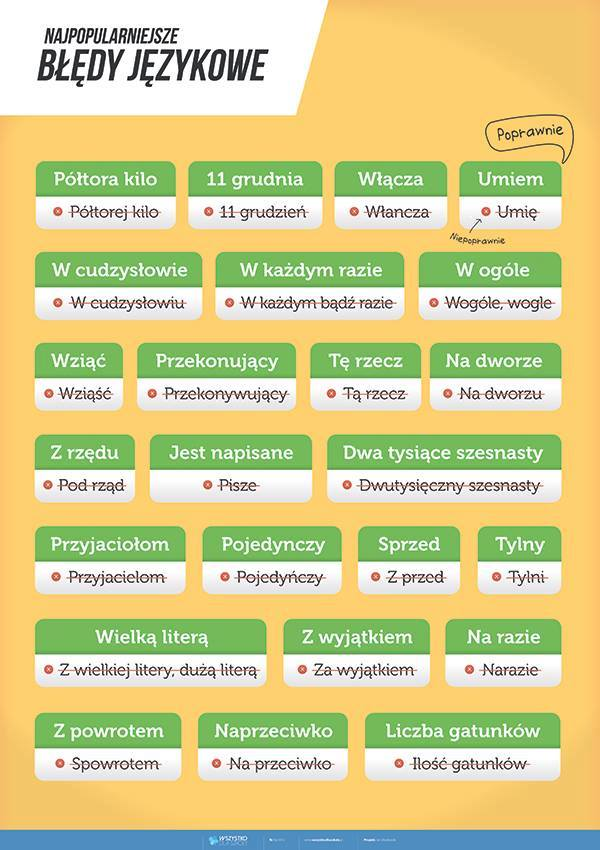 NAJPOPULARNIEJSZE
BŁĘDY JĘZYKOWE
Poprawnie
Półtora kilo 11 grudnia Włącza Umiem
Półtorej kilo 11 grudzień Włancza Umię
Niepoprawnie
W cudzysłowie W każdym razie W ogóle
W cudzysłowiu W każdym bądź razie Wogóle, wogle
Wziąć Przekonujący Tę rzecz Na dworze
Wziąść Przekonywujący Tą rzecz Na dworzu
Z rzędu Jest napisane Dwa tysiące szesnasty
Pod rząd Pisze Dwutysięczny szesnasty
Przyjaciołom Pojedynczy Sprzed Tylny
Przyjacielom Pojedyńczy Z przed Tylni
Wielką literą Z wyjątkiem Na razie
Z wielkiej litery, dużą literą Za wyjątkiem Narazie
Z powrotem Naprzeciwko Liczba gatunków
Spowrotem Na przeciwko Ilość gatunków
WSZYSTKO